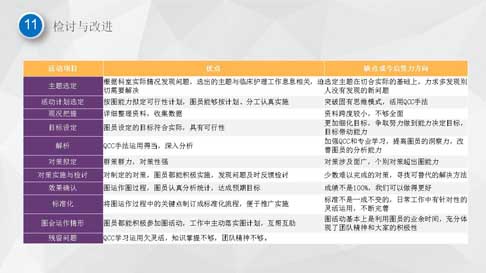 11 检讨与改进
活动项目 优点 缺点或今后努力方向
主题选定 根据科室实际情况发现问题，选出的主题与临床护理工作息息相关，迫切需要解决 选定主题在切合实际的基础上，力求多发现别人没有发现的新问题
活动计划选定 按圈能力拟定可行性计划，圈员能够按计划、分工认真实施 突破固有思维模式，活用QCC手法
现况把握 详细整理资料，收集数据 资料跨度较小，不够全面
目标设定 圈员设定的目标符合实际，具有可行性 更加细化目标，争取努力做到能力决定目标，目标带动能力
解析 QCC手法运用得当，深入分析 加强QCC和专业学习，提高圈员的洞察力，改善圈员的分析能力
对策拟定 群策群力，对策性强 对策涉及面广，个别对策超出圈能力
对策实施与检讨 对制定的对策，圈员都能积极实施，发现问题及时反馈检讨 少数难以完成的对策，寻找可替代的解决方法
效果确认 圈运作圈过程，圈员认真分析统计，达成预期目标 成绩不是100%，我们可以做得更好
标准化 将圈运作过程中的关键点制订成标准化流程，便于推广实施 标准不是一成不变的，日常工作中有针对性的灵活运用，不断完善
圈会运作情形 圈员都能积极参加圈活动，工作中主动落实圈计划，互相互助 圈活动基本上是利用圈员的业余时间，充分体现了团队精神和大家的积极性
残留问题 QCC学习运用欠灵活，知识掌握不够，团队精神不够。